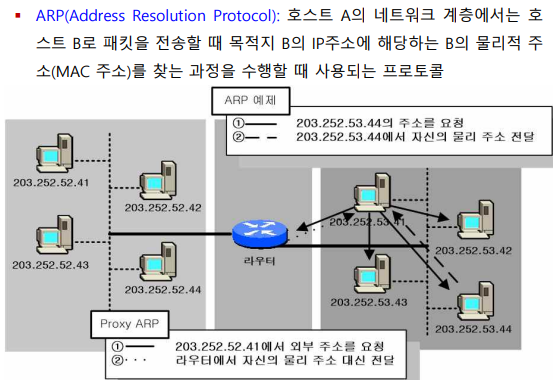 ▪ ARP(Address Resolution Protocol): 호스트 A의 네트워크 계층에서는 호
스트 B로 패킷을 전송할 때 목적지 B의 IP주소에 해당하는 B의 물리적 주
소(MAC 주소)를 찾는 과정을 수행할 때 사용되는 프로토콜
ARP 예제
① 203.252.53.44의 주소를 요청
② 203.252.53.44에서 자신의 물리 주소 전달
203.252.52.41
203.252.52.42
203.252.52.43
203.252.52.44
라우터
203.252.53.41
203.252.53.42
203.252.53.43
203.252.53.44
Proxy ARP
① 203.252.52.41에서 외부 주소를 요청
② 라우터에서 자신의 물리 주소 대신 전달